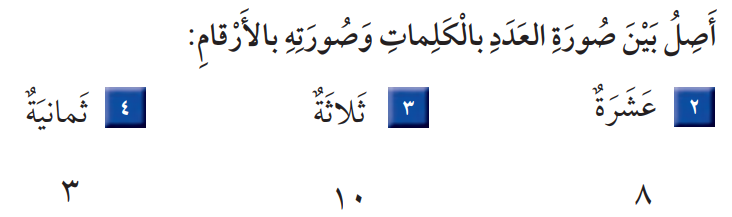 أَصِلُ بَيْنَ صُورَةِ العَدَدِ بالْكَلِماتِ وَصُورَتِهِ بالأَرْقامِ:
٢ عَشَرَةٌ ٣ ثَلاثَةٌ ٤ ثَمانيَةٌ
٨ ١٠ ٣